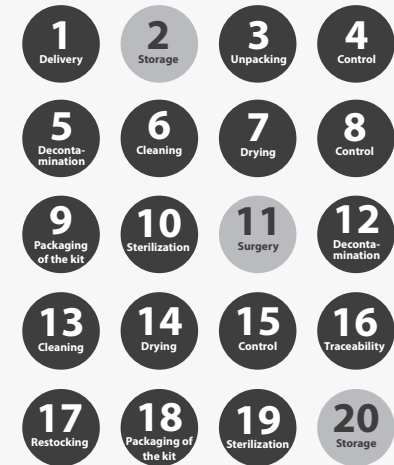 1
Delivery
2
Storage
3
Unpacking
4
Control
5
Deconta-
mination
6
Cleaning
7
Drying
8
Control
9
Packaging
of the kit
10
Sterilization
11
Surgery
12
Deconta-
mination
13
Cleaning
14
Drying
15
Control
16
Traceability
17
Restocking
18
Packaging of
the kit
19
Sterilization
20
Storage